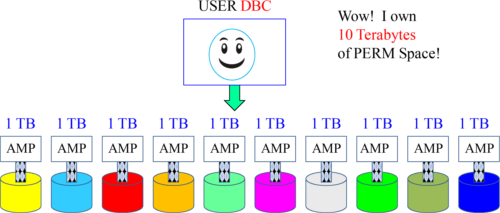 USER DBC
Wow! I own
10 Terabytes
of PERM Space!
1 TB 1 TB 1 TB 1 TB 1 TB 1 TB 1 TB 1 TB 1 TB 1 TB
AMP AMP AMP AMP AMP AMP AMP AMP AMP AMP